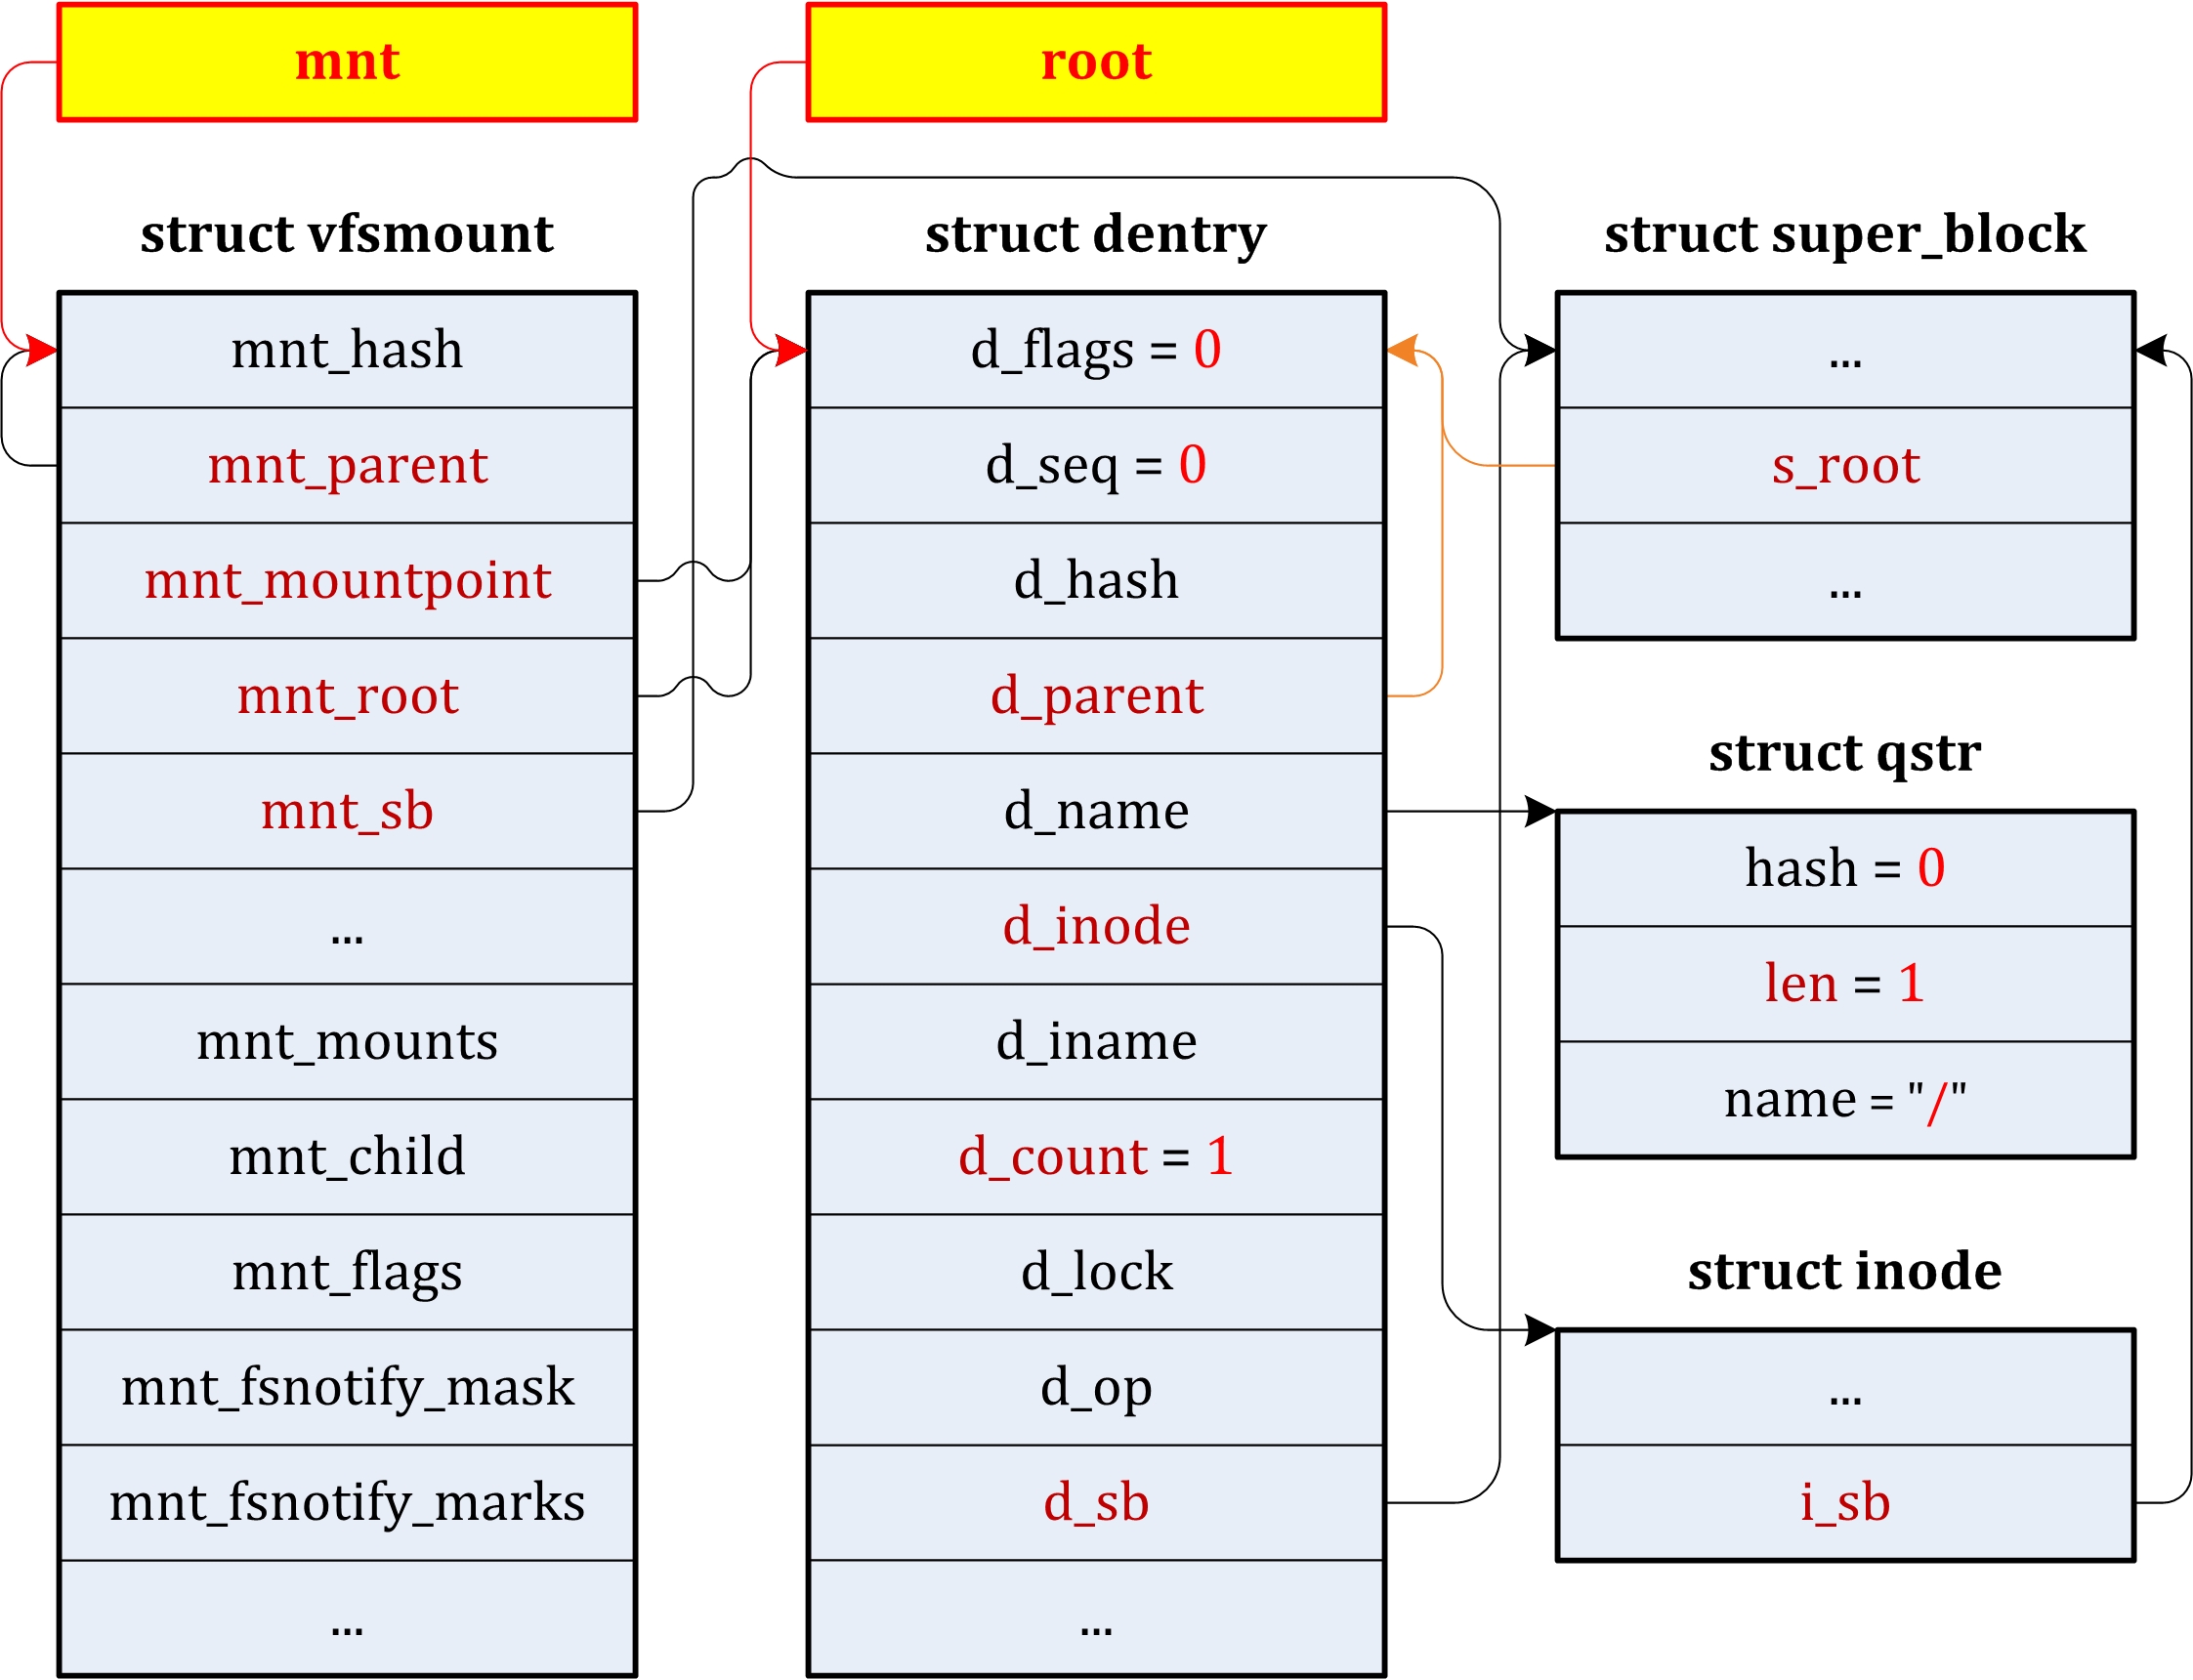 mnt
root
struct vfsmount
struct dentry
struct super_block
mnt_hash
mnt_parent
mnt_mountpoint
mnt_root
mnt_sb
...
mnt_mounts
mnt_child
mnt_flags
mnt_fsnotify_mask
mnt_fsnotify_marks
...
d_flags = 0
d_seq = 0
d_hash
d_parent
d_name
d_inode
d_iname
d_count = 1
d_lock
d_op
d_sb
...
...
s_root
...
struct qstr
hash = 0
len = 1
name = "/"
struct inode
...
i_sb